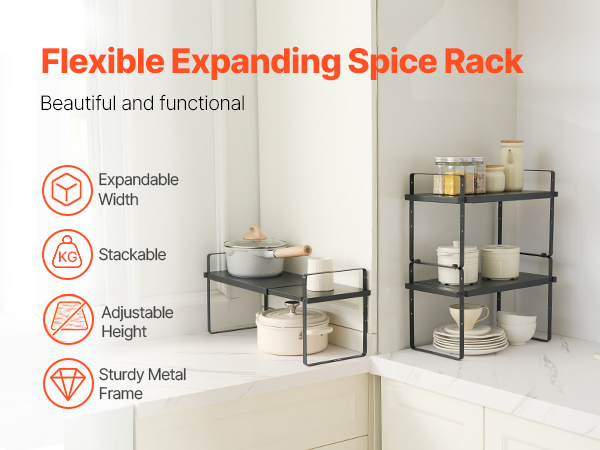 Flexible Expanding Spice Rack
Beautiful and functional
Expandable
Width
KG
Stackable
Adjustable
Height
Sturdy Metal
Frame